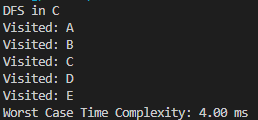 DFS in C
Visited: A
Visited: B
Visited: C
Visited: D
Visited: E
Worst Case Time Complexity: 4.00 ms